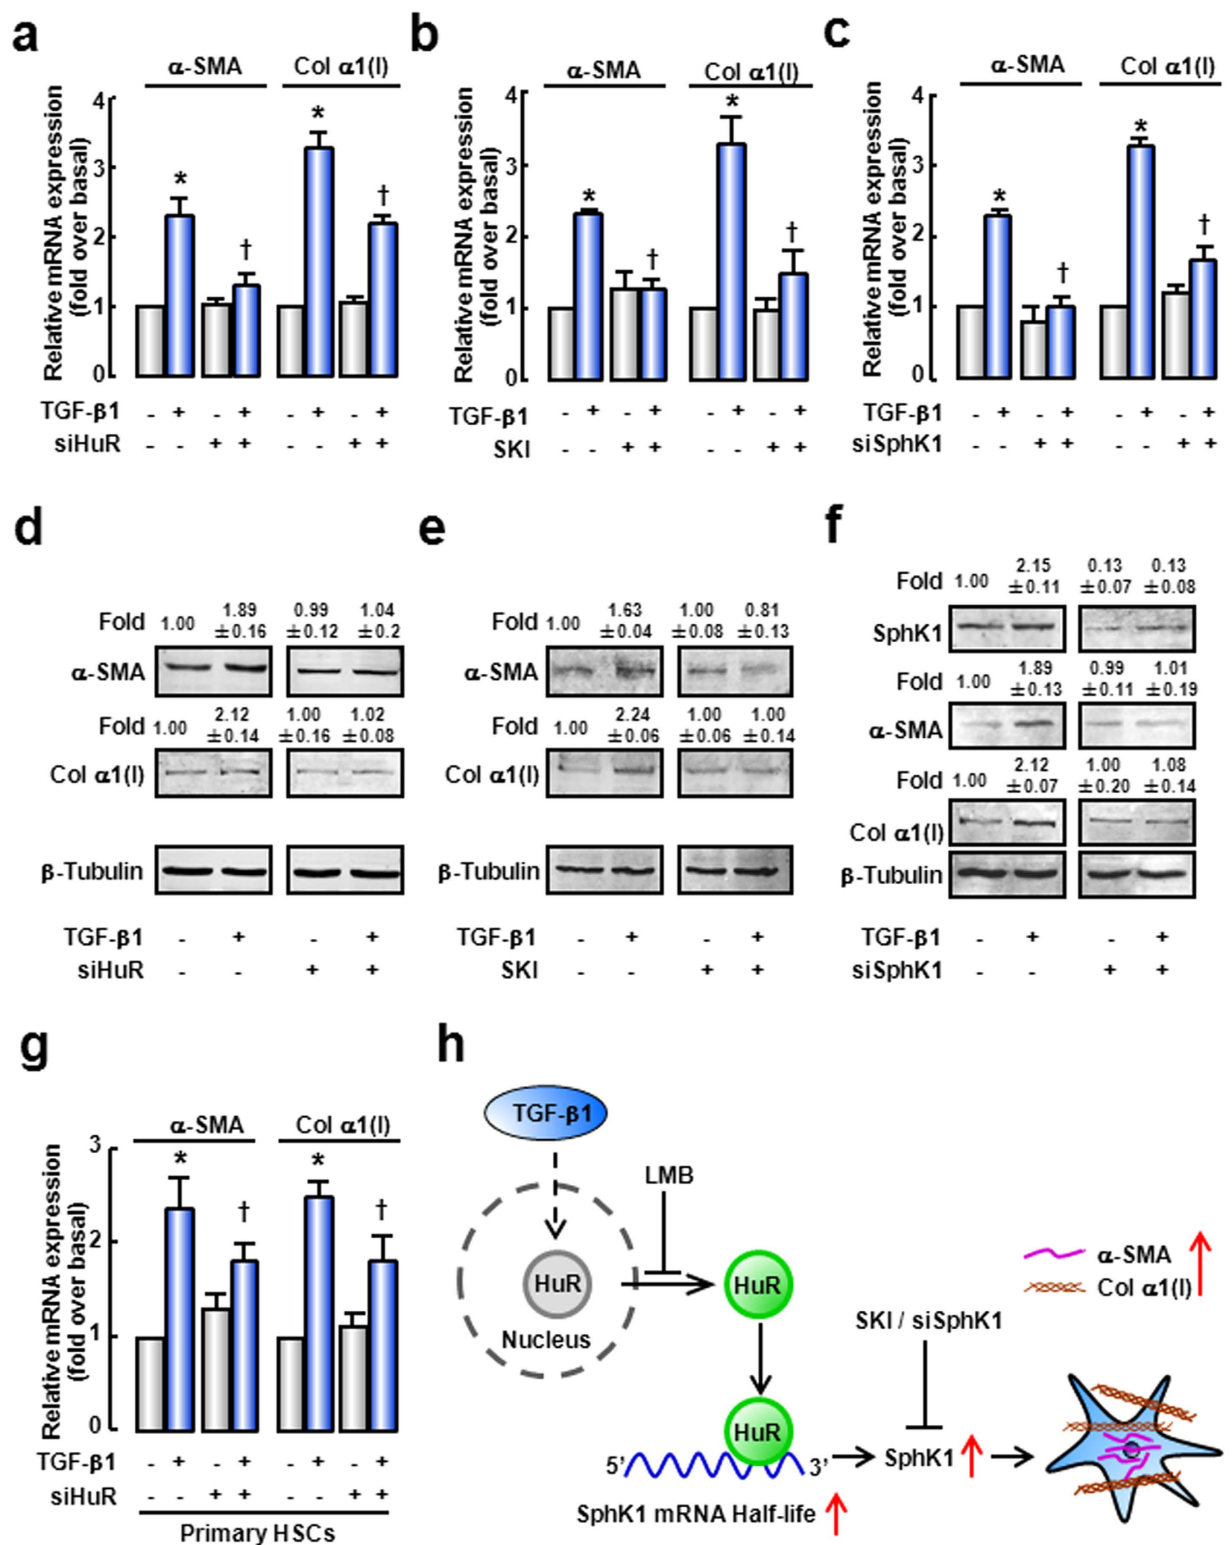 a
α-SMA Col α1(I)
Relative mRNA expression
(fold over basal)
4
3
2
1
0
* † * †
TGF-β1 - + - + - + - +
siHuR - - + + - - + +
b
α-SMA Col α1(I)
Relative mRNA expression
(fold over basal)
4
3
2
1
0
* † * †
TGF-β1 - + - + - + - +
SKI - - + + - - + +
c
α-SMA Col α1(I)
Relative mRNA expression
(fold over basal)
4
3
2
1
0
* † * †
TGF-β1 - + - + - + - +
siSphK1 - - + + - - + +
d
Fold 1.00 1.89 ±0.16 0.99 ±0.12 1.04 ±0.2
α-SMA
Fold 1.00 2.12 ±0.14 1.00 ±0.16 1.02 ±0.08
Col α1(I)
β-Tubulin
TGF-β1 - + - +
siHuR - - + +
e
Fold 1.00 1.63 ±0.04 1.00 ±0.08 0.81 ±0.13
α-SMA
Fold 1.00 2.24 ±0.06 1.00 ±0.06 1.00 ±0.14
Col α1(I)
β-Tubulin
TGF-β1 - + - +
SKI - - + +
f
Fold 1.00 2.15 ±0.11 0.13 ±0.07 0.13 ±0.08
SphK1
Fold 1.00 1.89 ±0.13 0.99 ±0.11 1.01 ±0.19
α-SMA
Fold 1.00 2.12 ±0.07 1.00 ±0.20 1.08 ±0.14
Col α1(I)
β-Tubulin
TGF-β1 - + - +
siSphK1 - - + +
g
α-SMA Col α1(I)
Relative mRNA expression
(fold over basal)
3
2
1
0
* † * †
TGF-β1 - + - + - + - +
siHuR - - + + - - + +
Primary HSCs
h
TGF-β1
LMB
HuR
Nucleus
HuR
HuR
5' 3'
SphK1 mRNA Half-life
SKI / siSphK1
SphK1
α-SMA
Col α1(I)